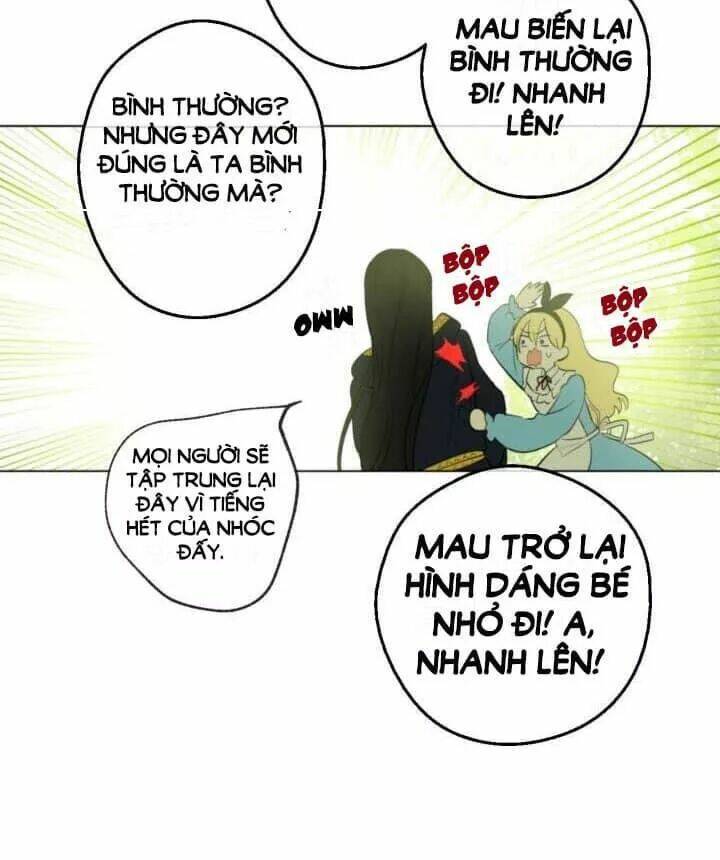 MAU BIẾN LẠI
BÌNH THƯỜNG
ĐI! NHANH
LÊN!
BÌNH THƯỜNG?
NHƯNG ĐÂY MỚI
ĐÚNG LÀ TA BÌNH
THƯỜNG MÀ?
BỘP
BỘP
BỘP
BỘP
OWW
MỌI NGƯỜI SẼ
TẬP TRUNG LẠI
ĐÂY VÌ TIẾNG
HÉT CỦA NHÓC
ĐẤY.
MAU TRỞ LẠI
HÌNH DÁNG BÉ
NHỎ ĐI! A,
NHANH LÊN!